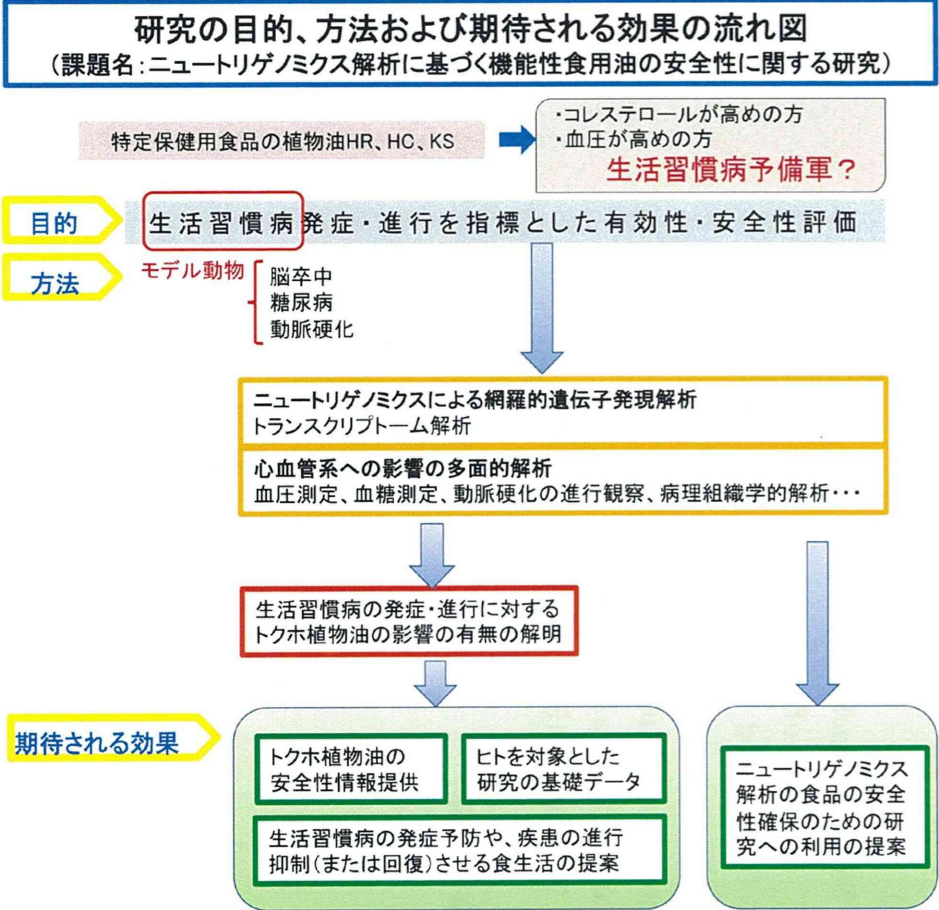 研究の目的、方法および期待される効果の流れ図
(課題名:ニュートリゲノミクス解析に基づく機能性食用油の安全性に関する研究)
特定保健用食品の植物油HR、HC、KS
・コレステロールが高めの方
・血圧が高めの方
生活習慣病予備軍?
目的
生活習慣病発症・進行を指標とした有効性・安全性評価
方法
モデル動物
脳卒中
糖尿病
動脈硬化
ニュートリゲノミクスによる網羅的遺伝子発現解析
トランスクリプトーム解析
心血管系への影響の多面的解析
血圧測定、血糖測定、動脈硬化の進行観察、病理組織学的解析・・・
生活習慣病の発症・進行に対する
トクホ植物油の影響の有無の解明
期待される効果
トクホ植物油の
安全性情報提供
ヒトを対象とした
研究の基礎データ
生活習慣病の発症予防や、疾患の進行
抑制(または回復)させる食生活の提案
ニュートリゲノミクス
解析の食品の安全
性確保のための研
究への利用の提案